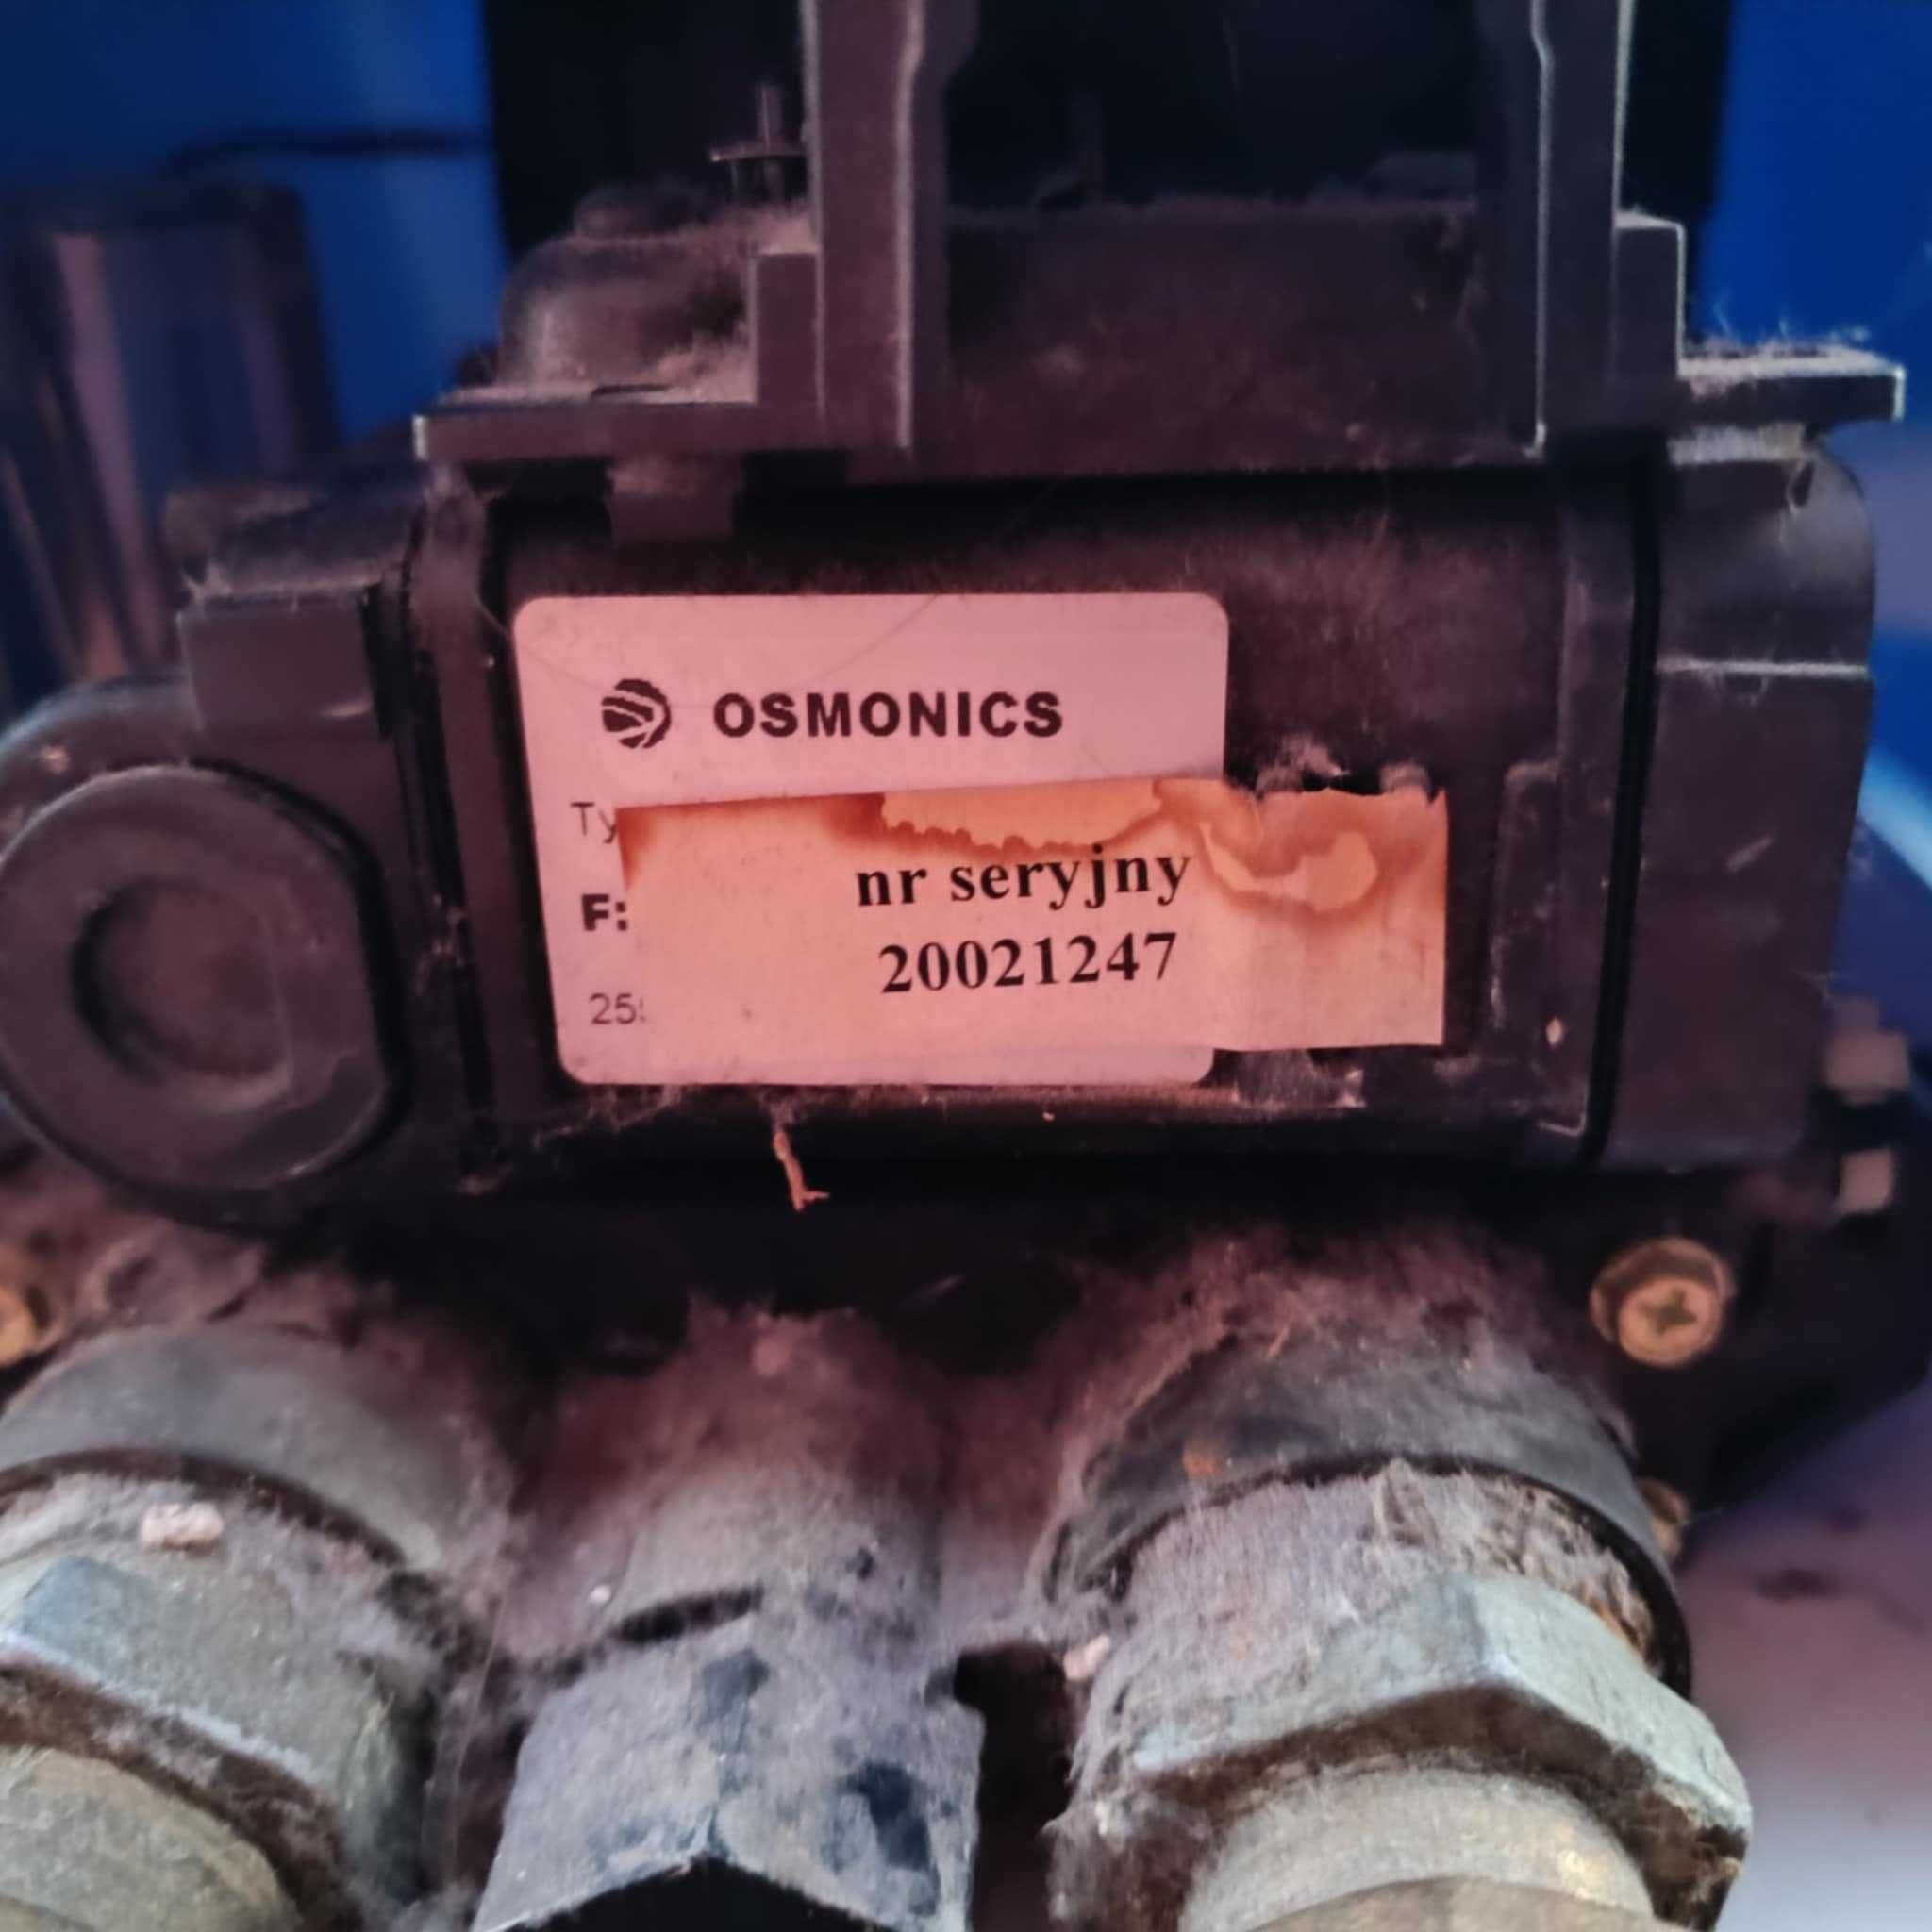 OSMONICS
Ty
F:
nr seryjny
20021247
25